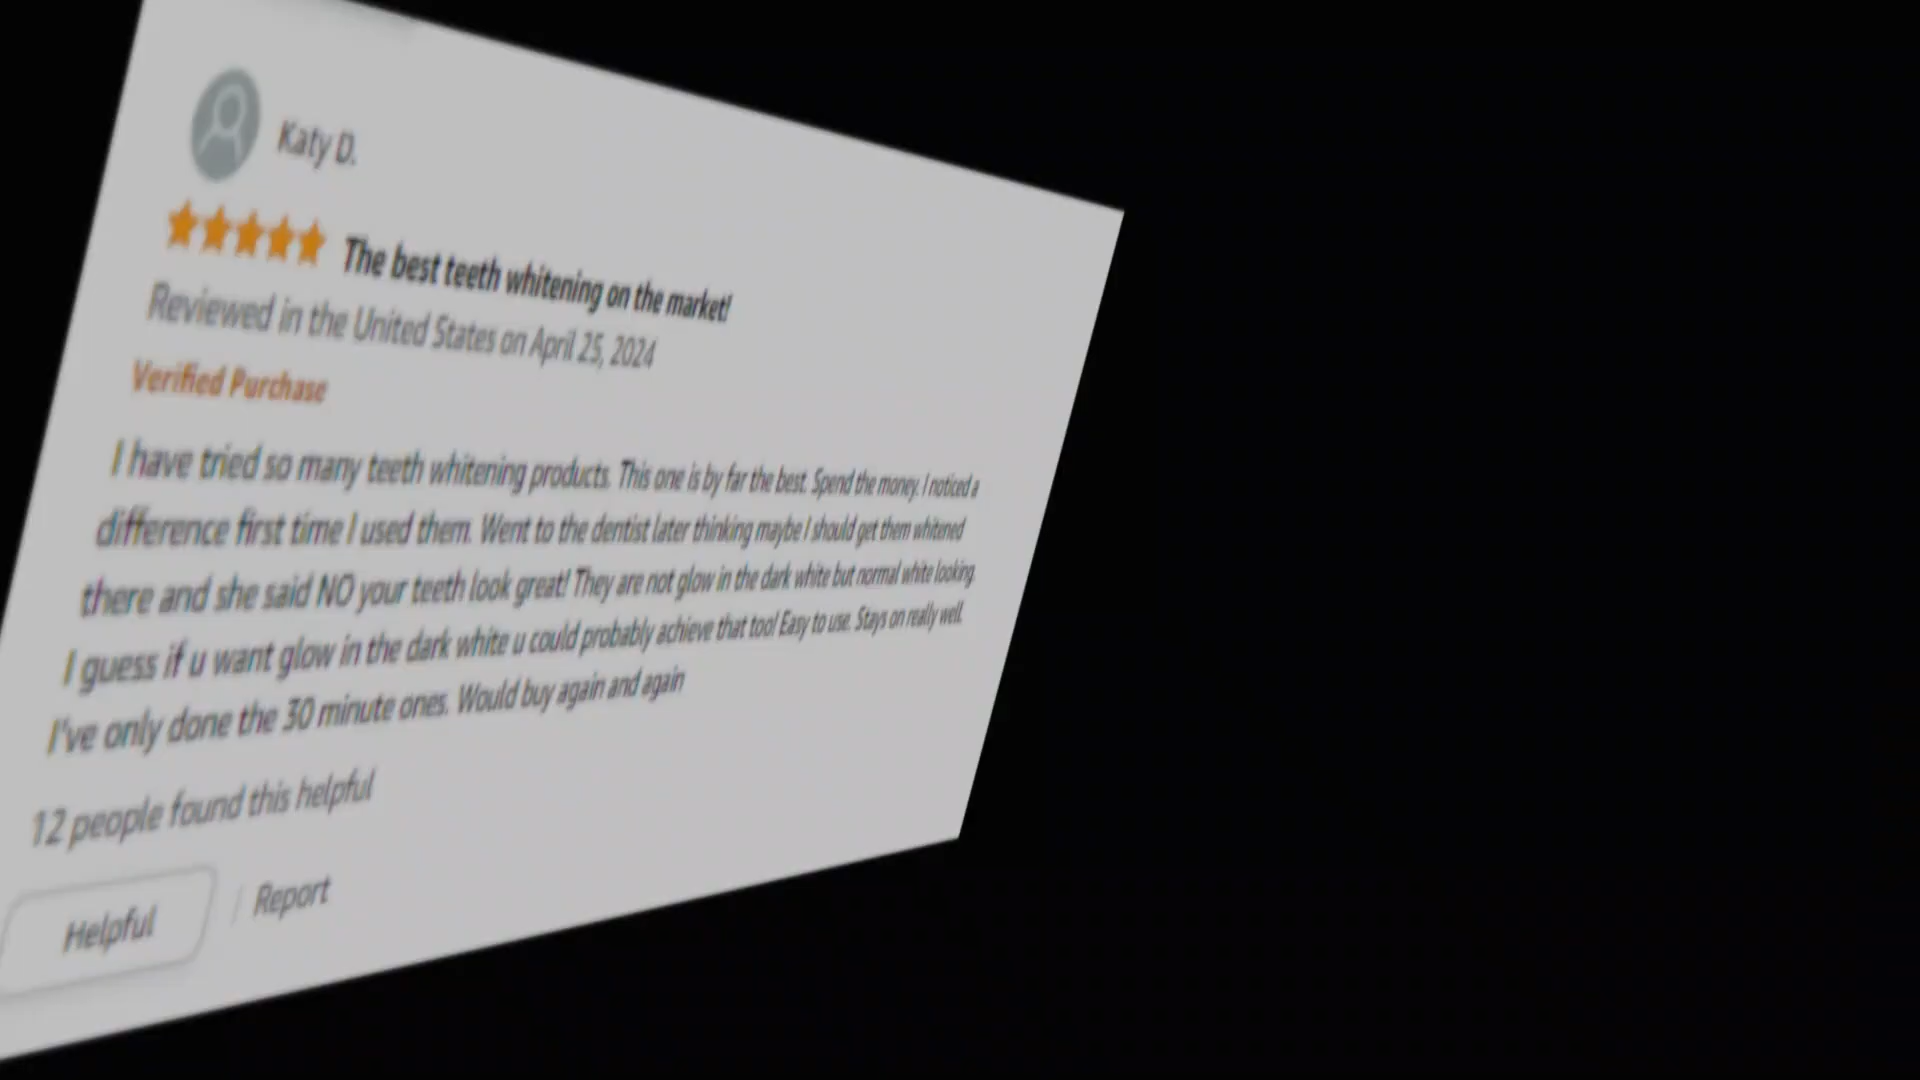 Katy D.
The best teeth whitening on the market!
Reviewed in the United States on April 25, 2024
Verified Purchase
I have tried so many teeth whitening products. This one is by far the best. Spend the money. I noticed a
difference first time I used them. Went to the dentist later thinking maybe I should get them whitened
there and she said NO your teeth look great! They are not glow in the dark white but normal white looking.
I guess if u want glow in the dark white u could probably achieve that too! Easy to use. Stays on really well.
I've only done the 30 minute ones. Would buy again and again
12 people found this helpful
Helpful
Report